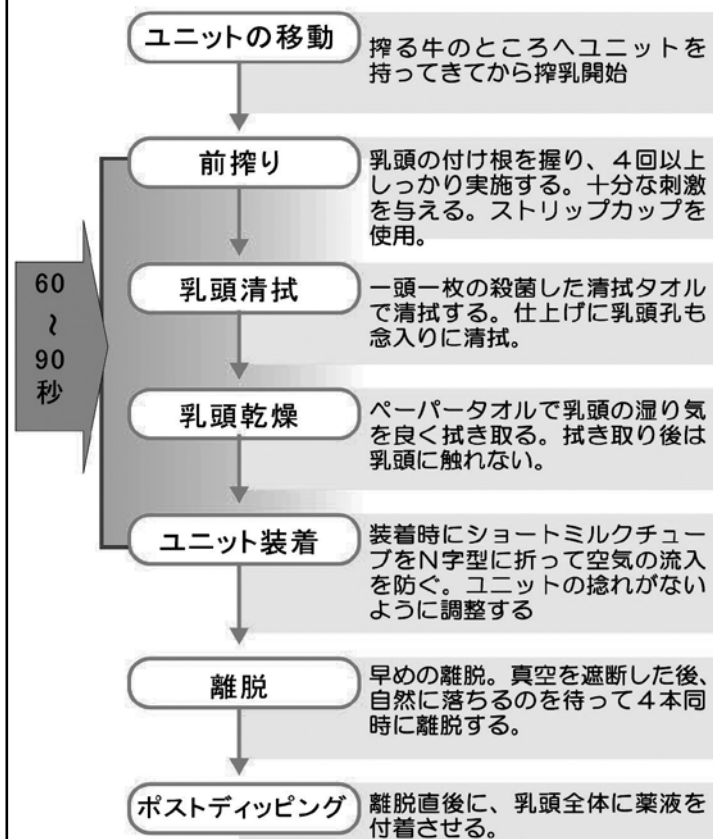 ユニットの移動
搾る牛のところへユニットを
持ってきてから搾乳開始
前搾り
乳頭の付け根を握り、4回以上
しっかり実施する。十分な刺激
を与える。ストリップカップを
使用。
60
~
90
秒
乳頭清拭
一頭一枚の殺菌した清拭タオル
で清拭する。仕上げに乳頭孔も
念入りに清拭。
乳頭乾燥
ペーパータオルで乳頭の湿り気
を良く拭き取る。拭き取り後は
乳頭に触れない。
ユニット装着
装着時にショートミルクチュー
ブをN字型に折って空気の流入
を防ぐ。ユニットの捻れがない
ように調整する
離脱
早めの離脱。真空を遮断した後、
自然に落ちるのを待って4本同
時に離脱する。
ポストディッピング
離脱直後に、乳頭全体に薬液を
付着させる。